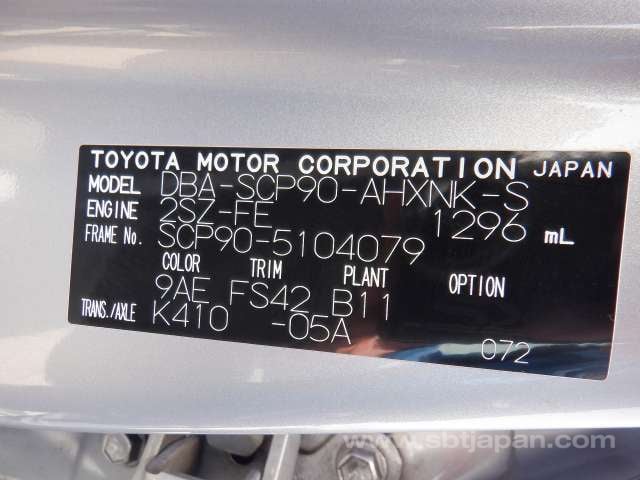 TOYOTA MOTOR CORPORATION JAPAN
MODEL DBA-SCP90-AHXNK-S
ENGINE 2SZ-FE 1296 mL
FRAME No. SCP90-5104079
COLOR TRIM PLANT OPTION
9AE FS42 B11
TRANS./AXLE K410 -05A
072
www.sbtjapan.com